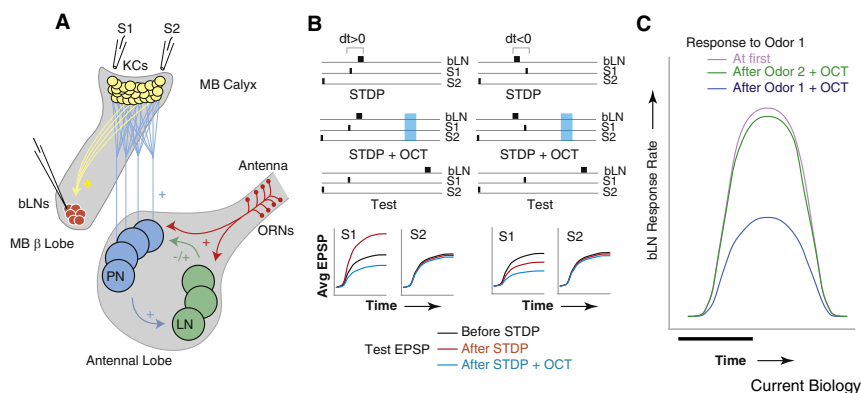 A
S1
S2
KCs
MB Calyx
bLNs
MB β Lobe
Antenna
ORNs
+
+
-/+
PN
+
LN
Antennal Lobe
B
dt>0
dt<0
bLN
S1
S2
STDP
bLN
S1
S2
STDP
bLN
S1
S2
STDP + OCT
bLN
S1
S2
STDP + OCT
bLN
S1
S2
Test
bLN
S1
S2
Test
Avg EPSP
S1
S2
Time
S1
S2
Time
Test EPSP
Before STDP
After STDP
After STDP + OCT
C
Response to Odor 1
At first
After Odor 2 + OCT
After Odor 1 + OCT
bLN Response Rate
Time
Current Biology